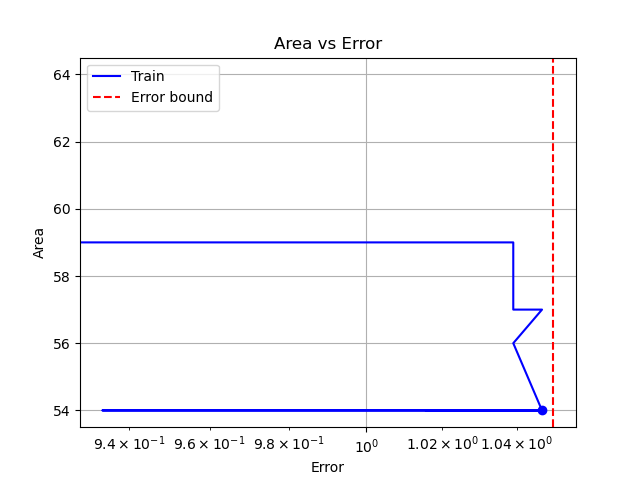 Area vs Error
Train
Error bound
64
62
60
58
56
54
Area
9.4 × 10⁻¹ 9.6 × 10⁻¹ 9.8 × 10⁻¹ 10⁰ 1.02 × 10⁰ 1.04 × 10⁰
Error